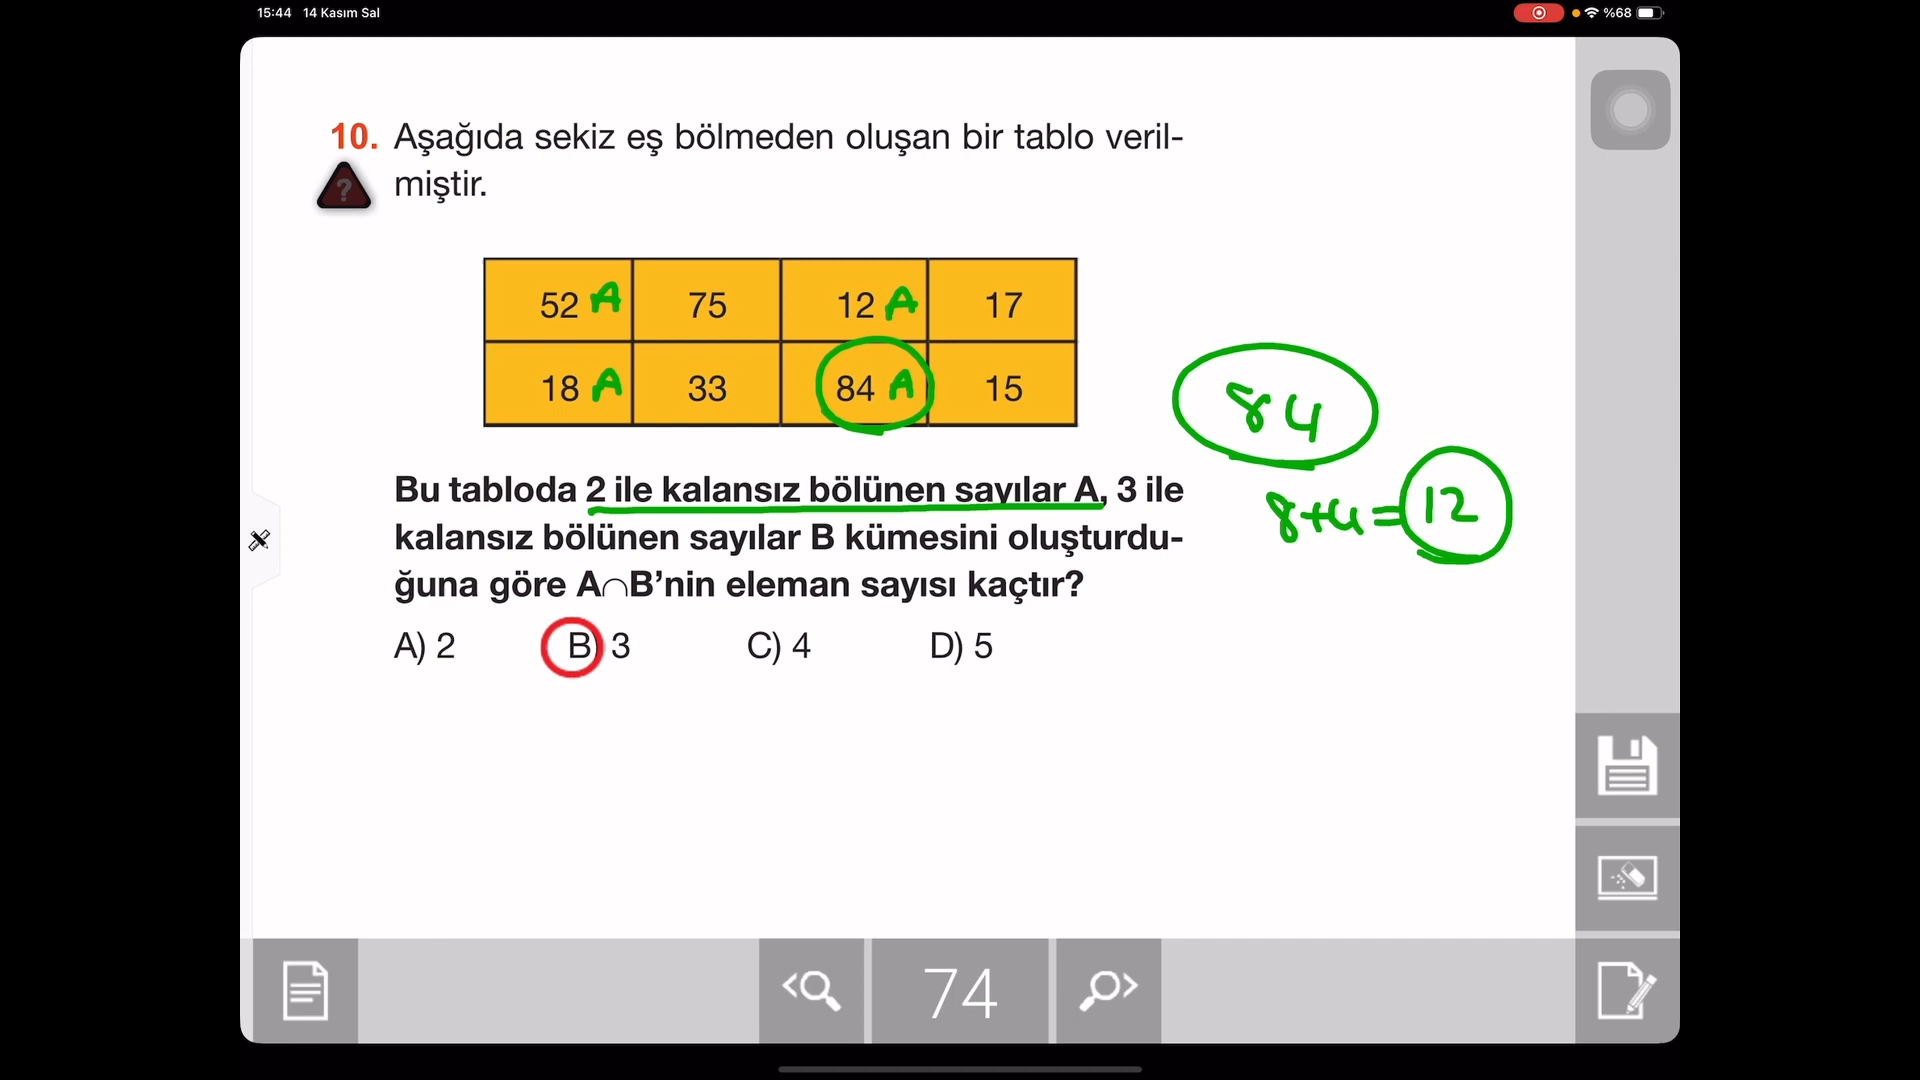 15:44 14 Kasım Sal
%68
10. Aşağıda sekiz eş bölmeden oluşan bir tablo veril-
miştir.
?
52 A 75 12 A 17
18 A 33 84 A 15
84
8+4=12
Bu tabloda 2 ile kalansız bölünen sayılar A, 3 ile
kalansız bölünen sayılar B kümesini oluşturdu-
ğuna göre A∩B’nin eleman sayısı kaçtır?
A) 2 B) 3 C) 4 D) 5
74